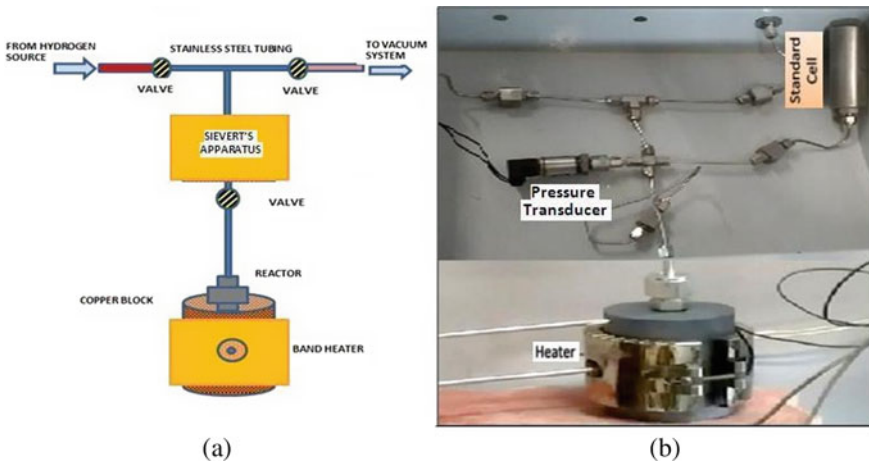 FROM HYDROGEN
SOURCE
STAINLESS STEEL TUBING
TO VACUUM
SYSTEM
VALVE
VALVE
SIEVERT'S
APPARATUS
VALVE
REACTOR
COPPER BLOCK
BAND HEATER
(a)
Standard
Cell
Pressure
Transducer
Heater
(b)